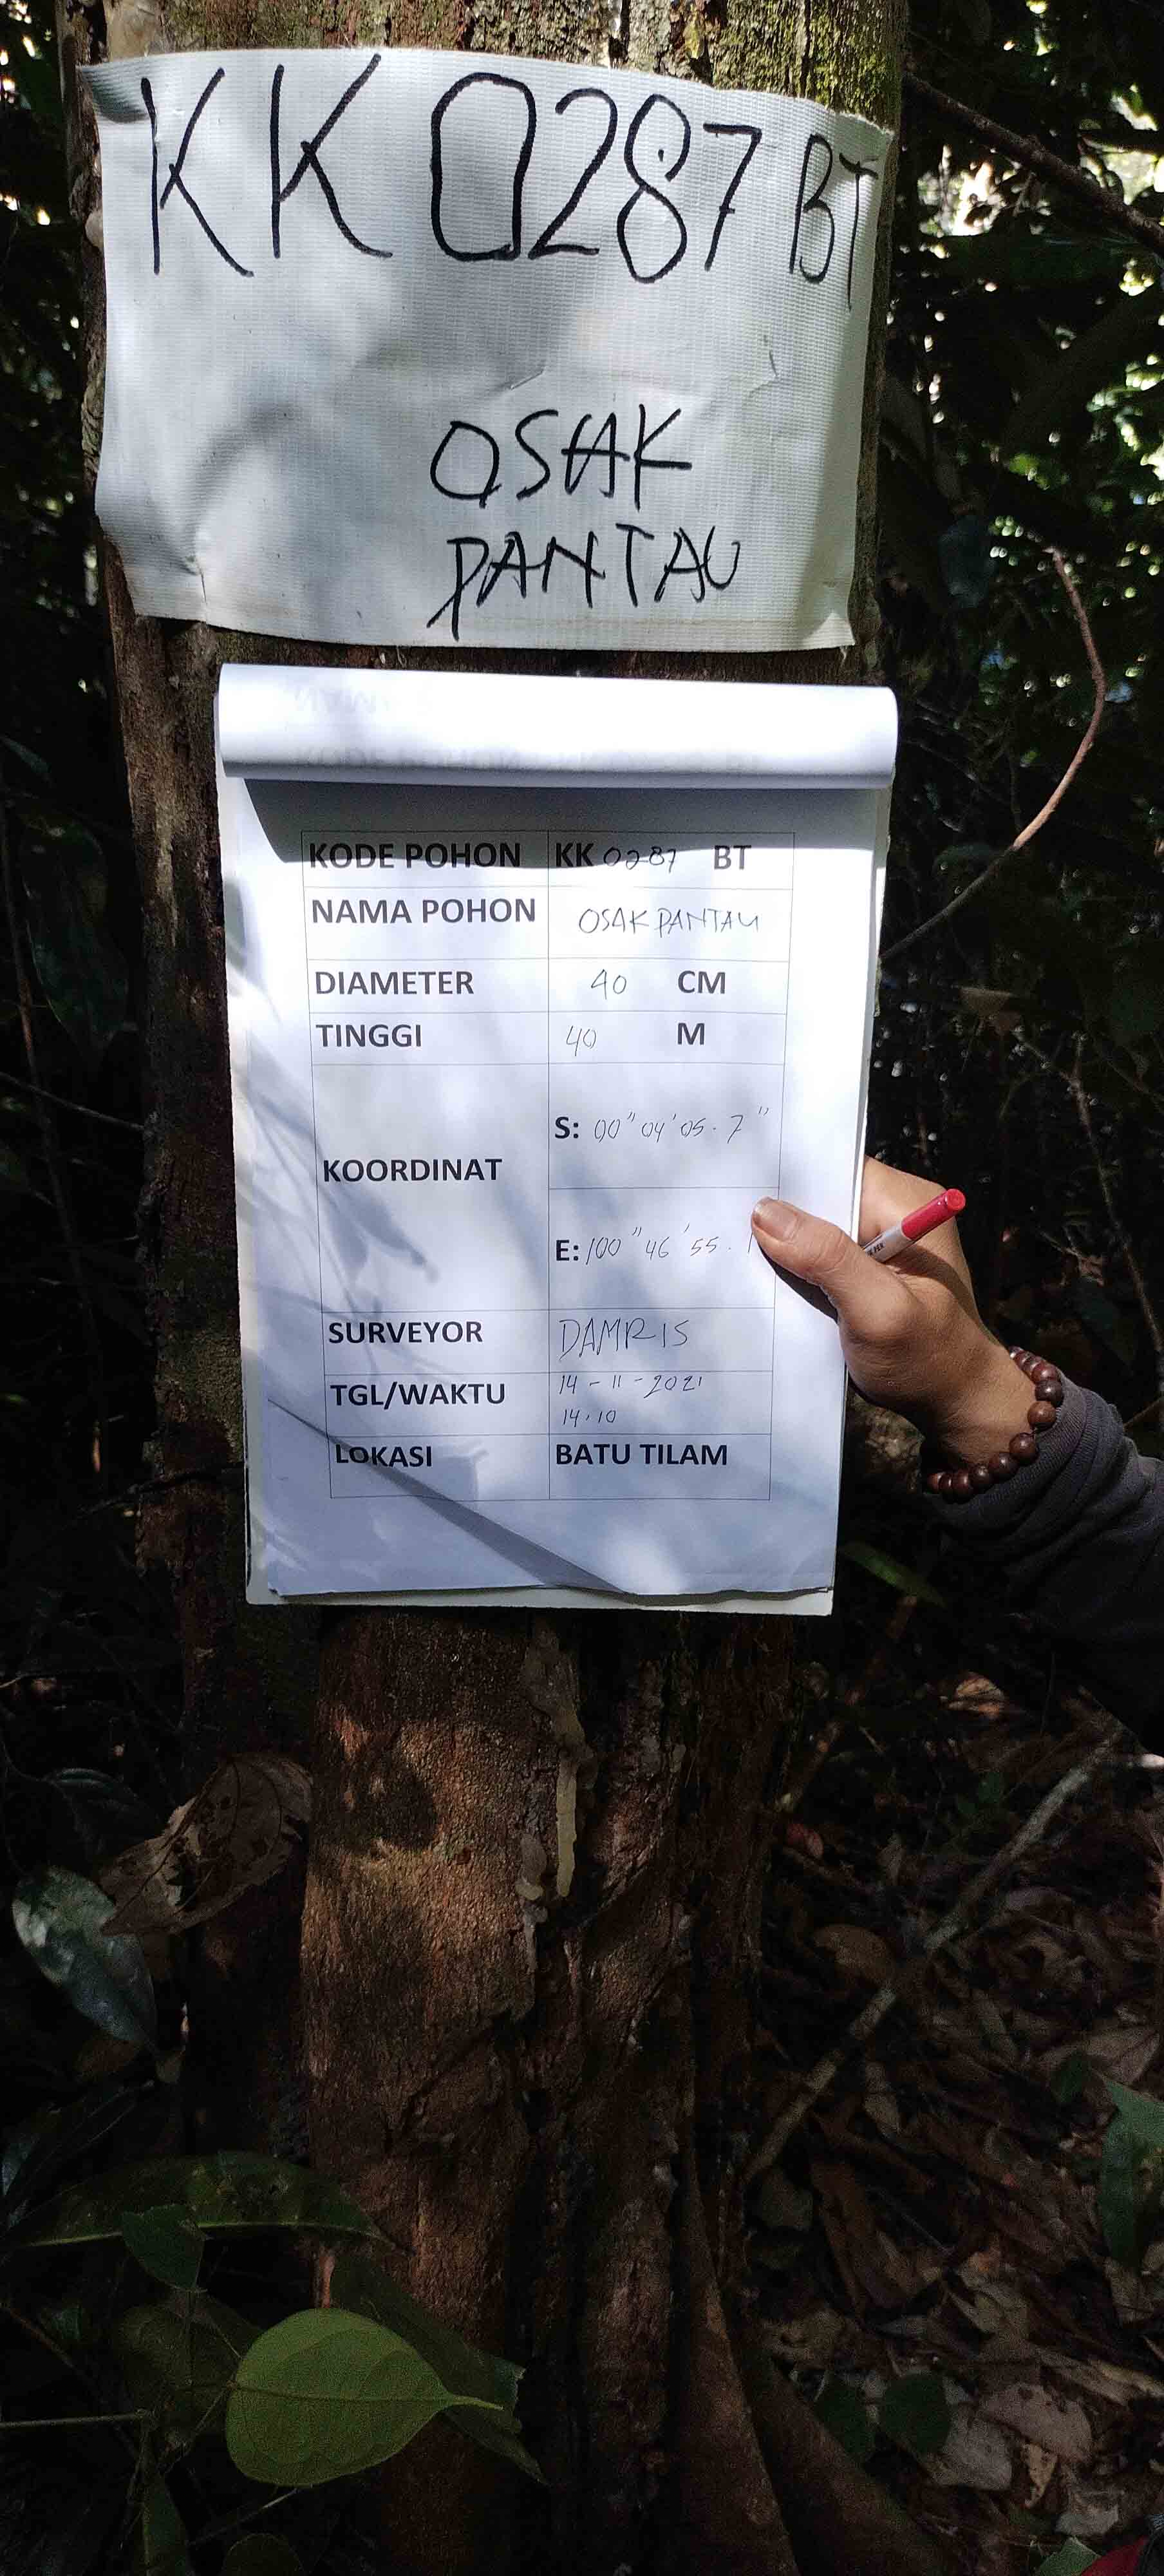 KK 0287 BT
OSAK
PANTAU
KODE POHON KK 0287 BT
NAMA POHON OSAK PANTAU
DIAMETER 40 CM
TINGGI 40 M
KOORDINAT
S: 00" 04' 05.7"
E: 100" 46' 55.
SURVEYOR DAMRIS
TGL/WAKTU 14-11-2021
14.10
LOKASI BATU TILAM